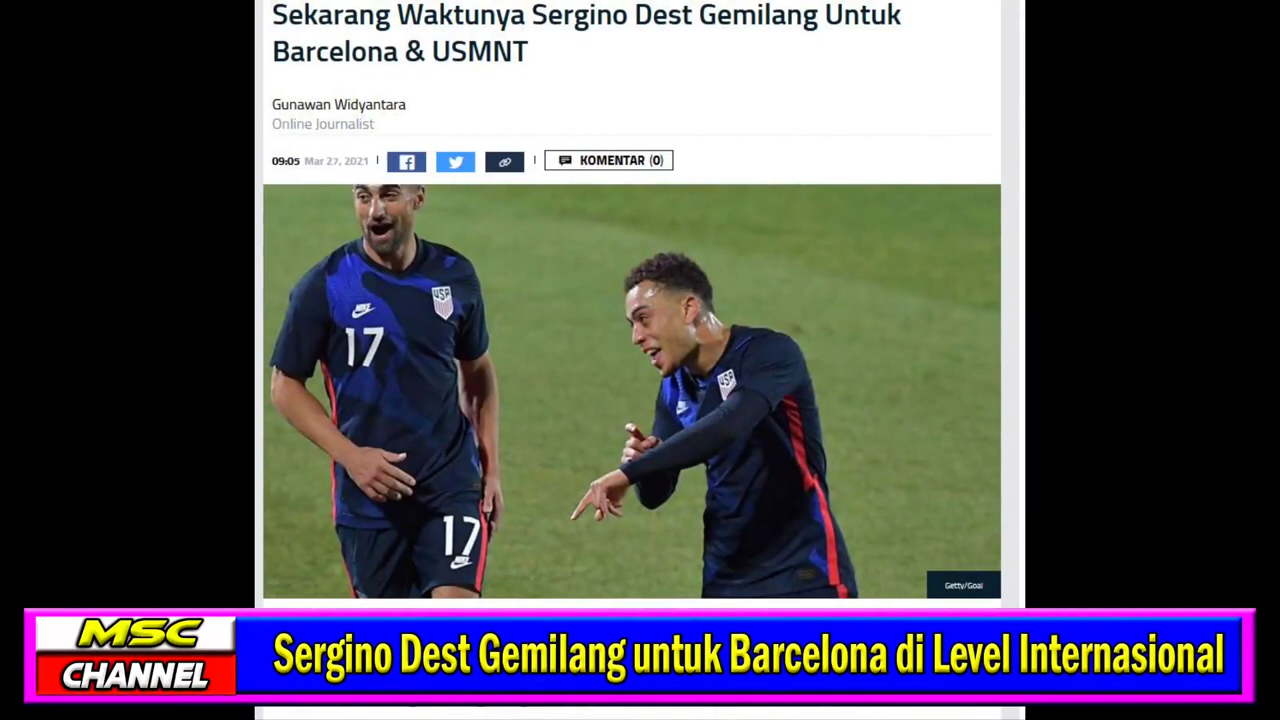 Sekarang Waktunya Sergino Dest Gemilang Untuk
Barcelona & USMNT
Gunawan Widyantara
Online Journalist
09:05 Mar 27, 2021
KOMENTAR (0)
USA
17
17
USA
Getty/Goal
MSC
CHANNEL
Sergino Dest Gemilang untuk Barcelona di Level Internasional